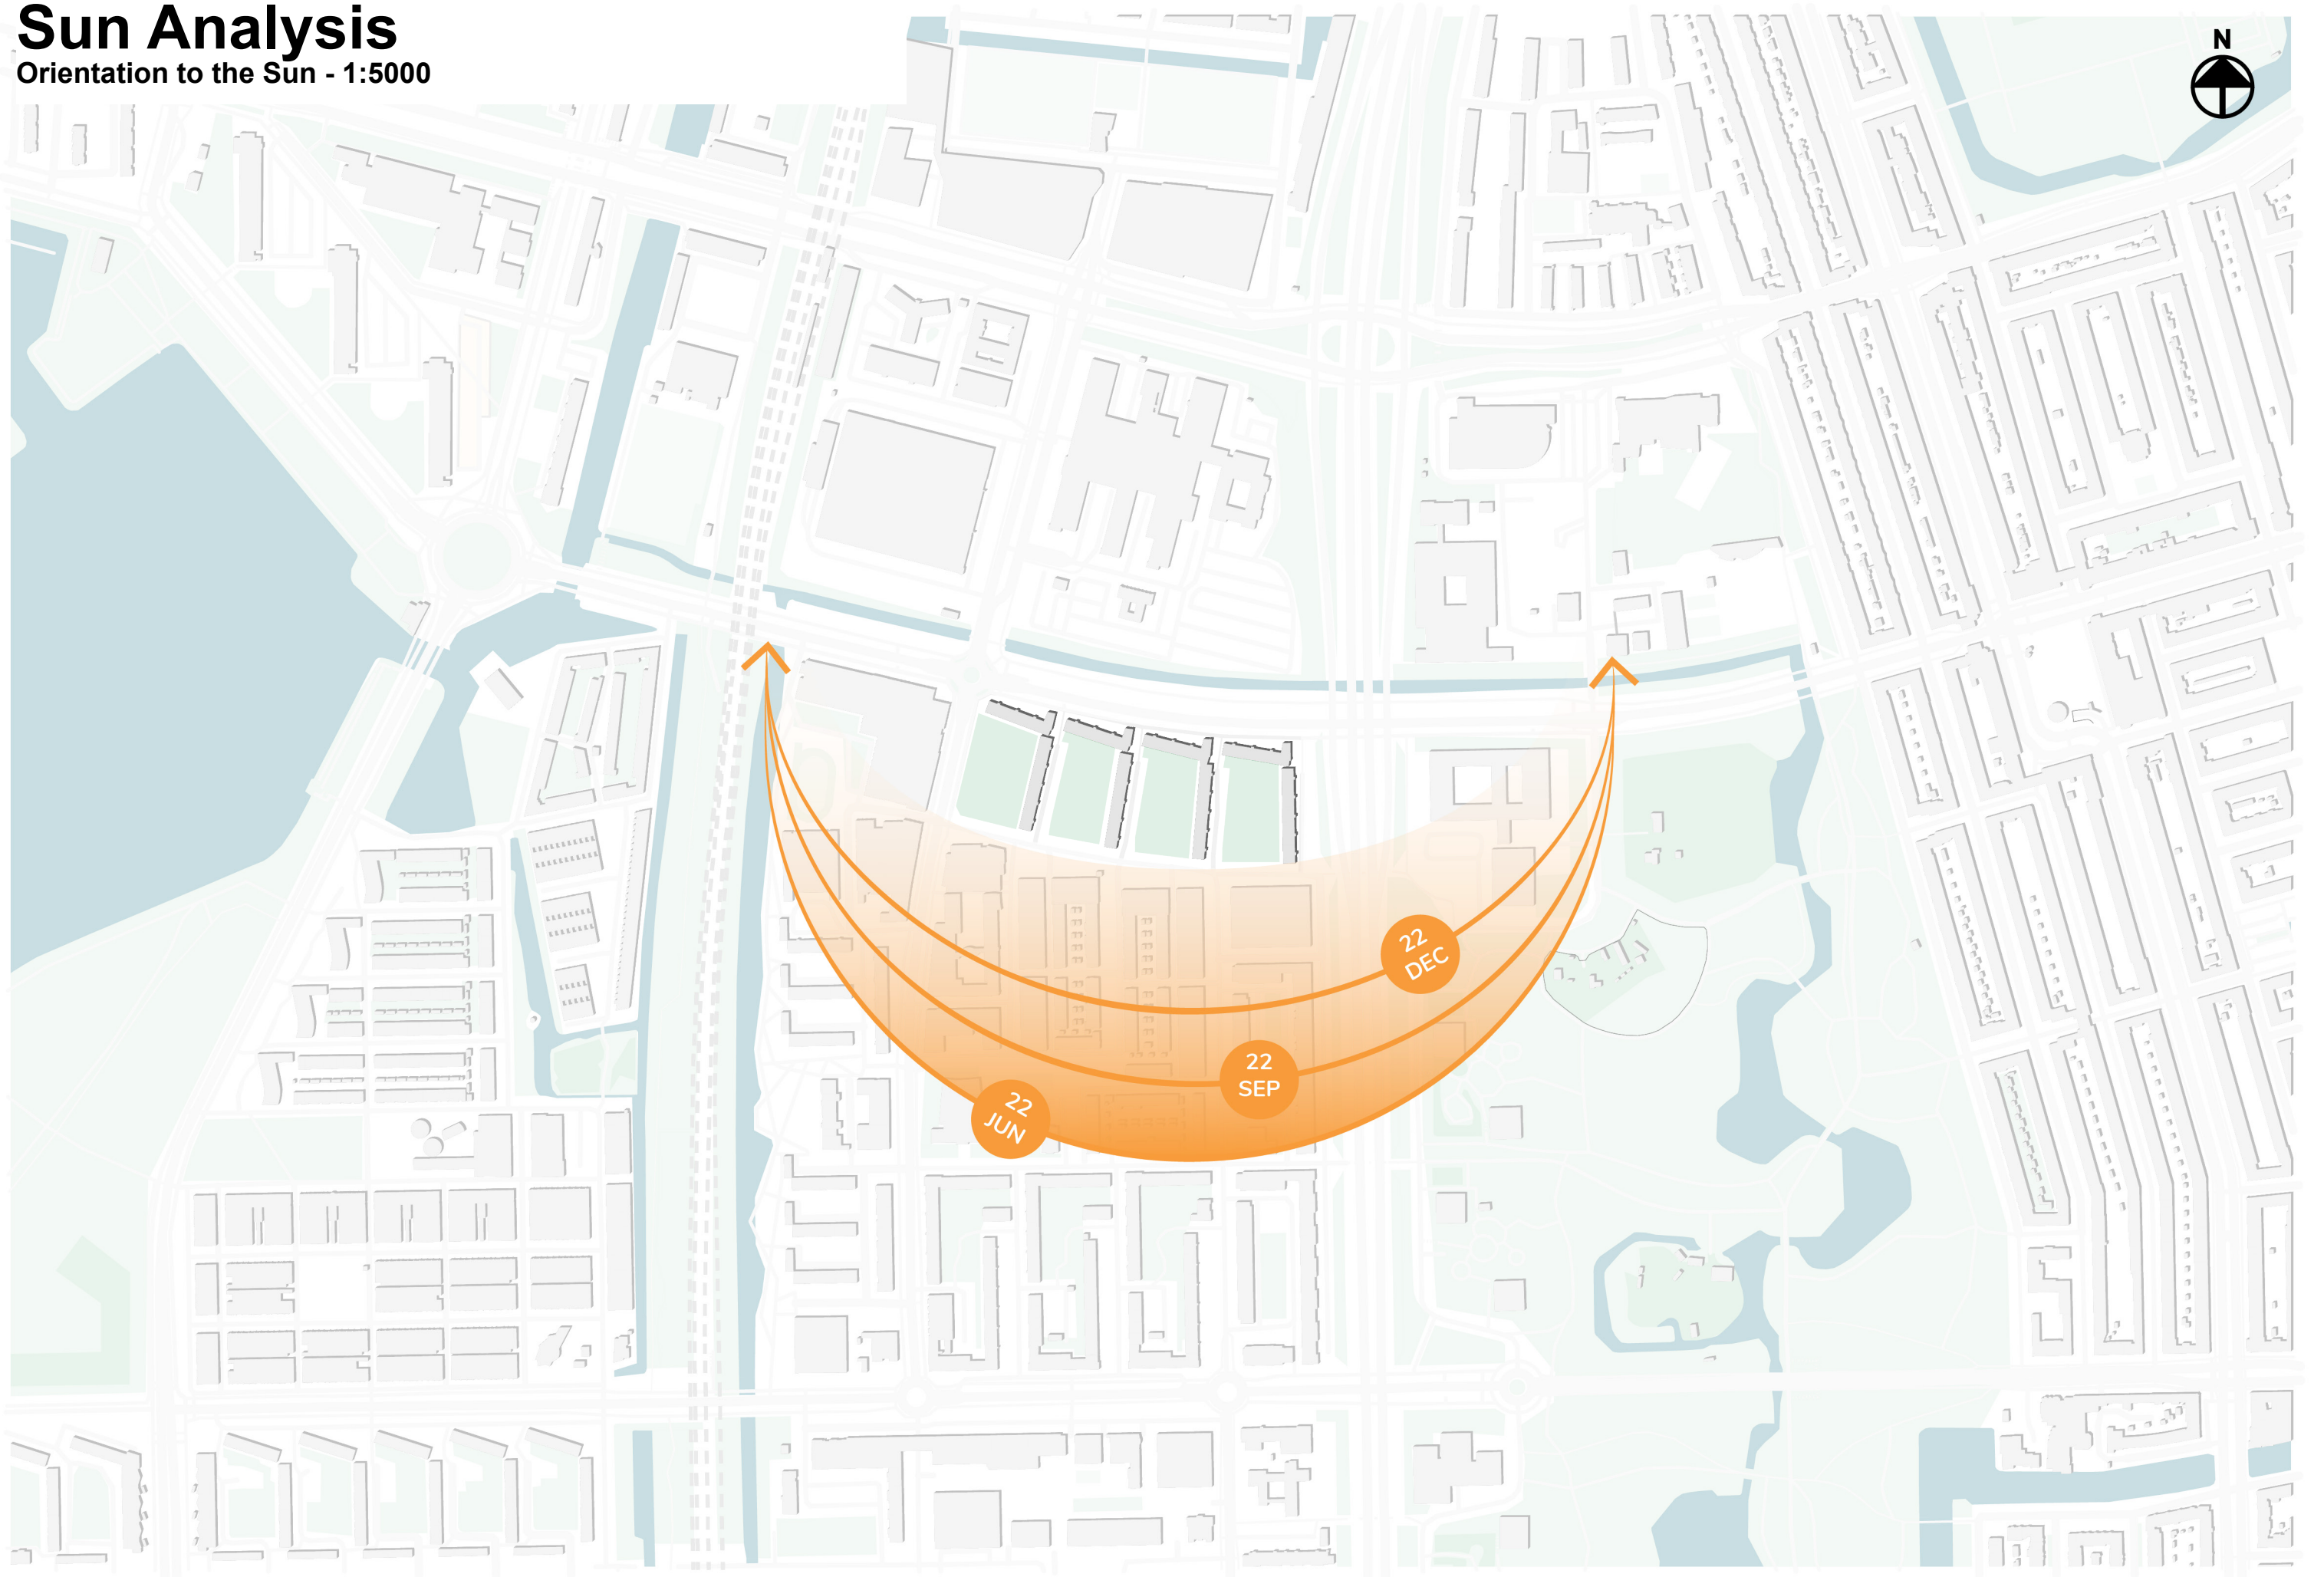 Sun Analysis
Orientation to the Sun - 1:5000
N
22
DEC
22
SEP
22
JUN